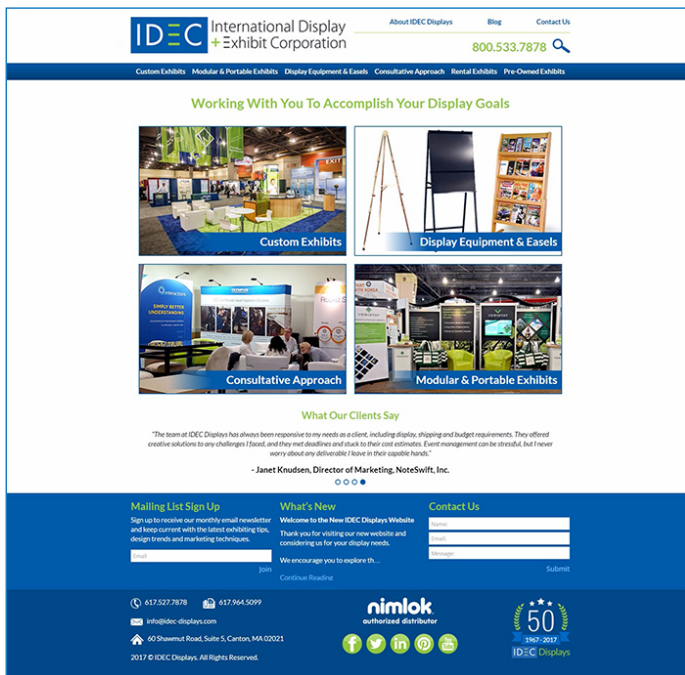 IDEC International Display
+ Exhibit Corporation
About IDEC Displays Blog Contact Us
800.533.7878
Custom Exhibits Modular & Portable Exhibits Display Equipment & Easels Consultative Approach Rental Exhibits Pre-Owned Exhibits
Working With You To Accomplish Your Display Goals
EXIT
Custom Exhibits
Display Equipment & Easels
SIMPLY BETTER
UNDERSTANDING
OLYMPUS
Consultative Approach
Modular & Portable Exhibits
What Our Clients Say
"The team at IDEC Displays has always been responsive to my needs as a client, including display, shipping and budget requirements. They offered
creative solutions to any challenges I faced, and they met deadlines and stuck to their cost estimates. Event management can be stressful, but I never
worry about any deliverable I leave in their capable hands."
- Janet Knudsen, Director of Marketing, NoteSwift, Inc.
Mailing List Sign Up
Sign up to receive our monthly email newsletter
and keep current with the latest exhibiting tips,
design trends and marketing techniques.
Email
Join
What's New
Welcome to the New IDEC Displays Website
Thank you for visiting our new website and
considering us for your display needs.
We encourage you to explore th...
Continue Reading
Contact Us
Name:
Email:
Message:
Submit
617.527.7878 617.964.5099
info@idec-displays.com
60 Shawmut Road, Suite 5, Canton, MA 02021
2017 © IDEC Displays. All Rights Reserved.
nimlok
authorized distributor
50
1967-2017
IDEC Displays